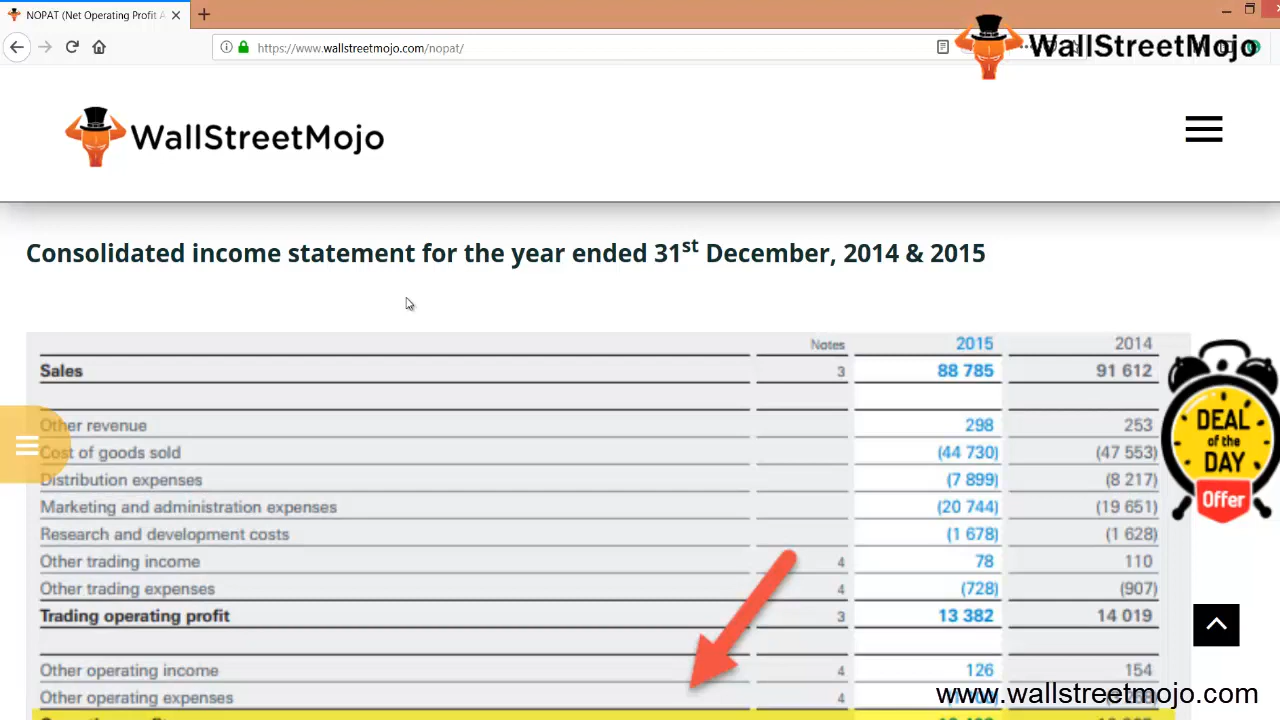 NOPAT (Net Operating Profit A
https://www.wallstreetmojo.com/nopat/
WallStreetMojo
WallStreetMojo
Consolidated income statement for the year ended 31st December, 2014 & 2015
Notes 2015 2014
Sales 3 88 785 91 612
Other revenue 298 253
Cost of goods sold (44 730) (47 553)
Distribution expenses (7 899) (8 217)
Marketing and administration expenses (20 744) (19 651)
Research and development costs (1 678) (1 628)
Other trading income 4 78 110
Other trading expenses 4 (728) (907)
Trading operating profit 3 13 382 14 019
Other operating income 4 126 154
Other operating expenses 4
DEAL
of the
DAY
Offer
www.wallstreetmojo.com